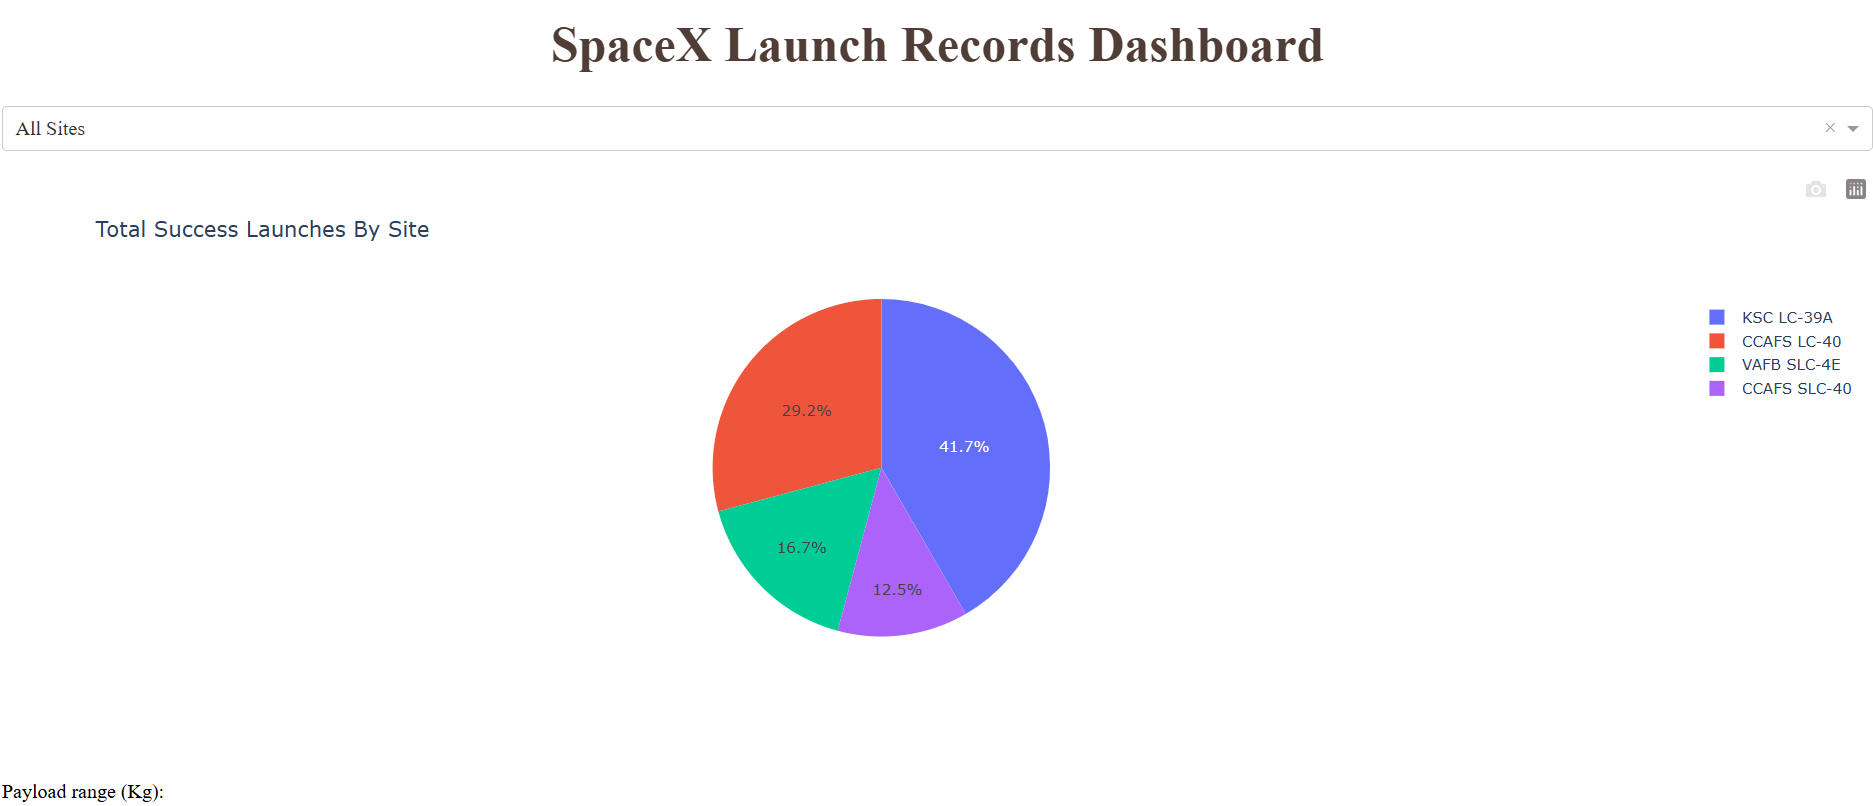 SpaceX Launch Records Dashboard
All Sites
×
Total Success Launches By Site
KSC LC-39A
CCAFS LC-40
VAFB SLC-4E
CCAFS SLC-40
29.2%
41.7%
16.7%
12.5%
Payload range (Kg):